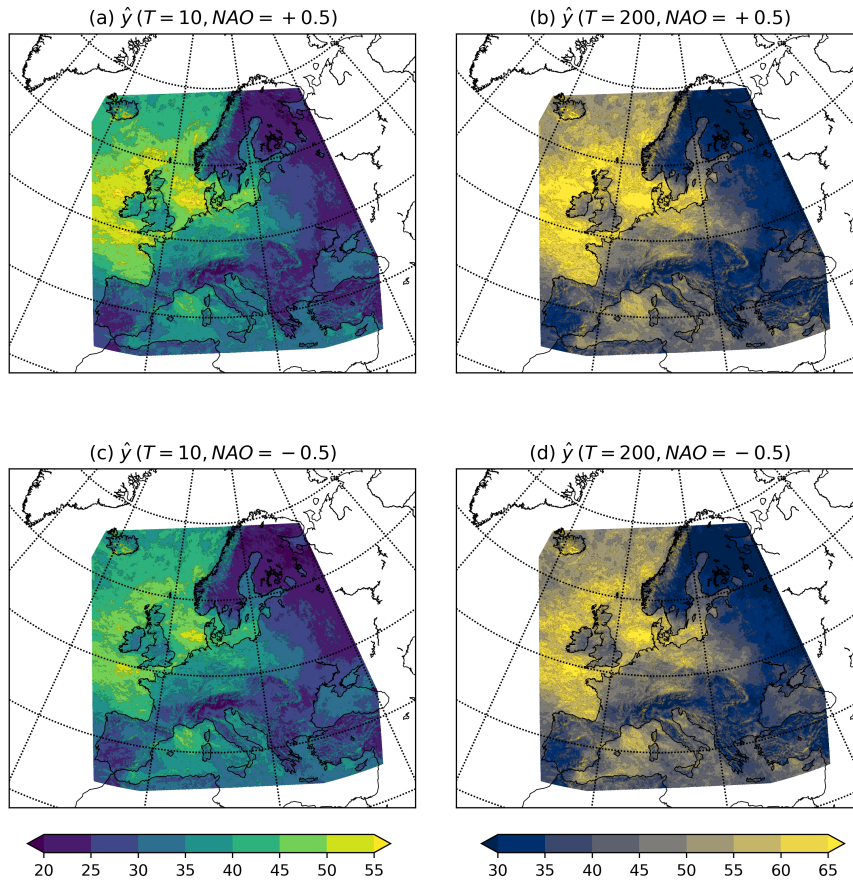 (a) ŷ (T = 10, NAO = + 0.5)
(b) ŷ (T = 200, NAO = + 0.5)
(c) ŷ (T = 10, NAO = − 0.5)
(d) ŷ (T = 200, NAO = − 0.5)
20 25 30 35 40 45 50 55
30 35 40 45 50 55 60 65